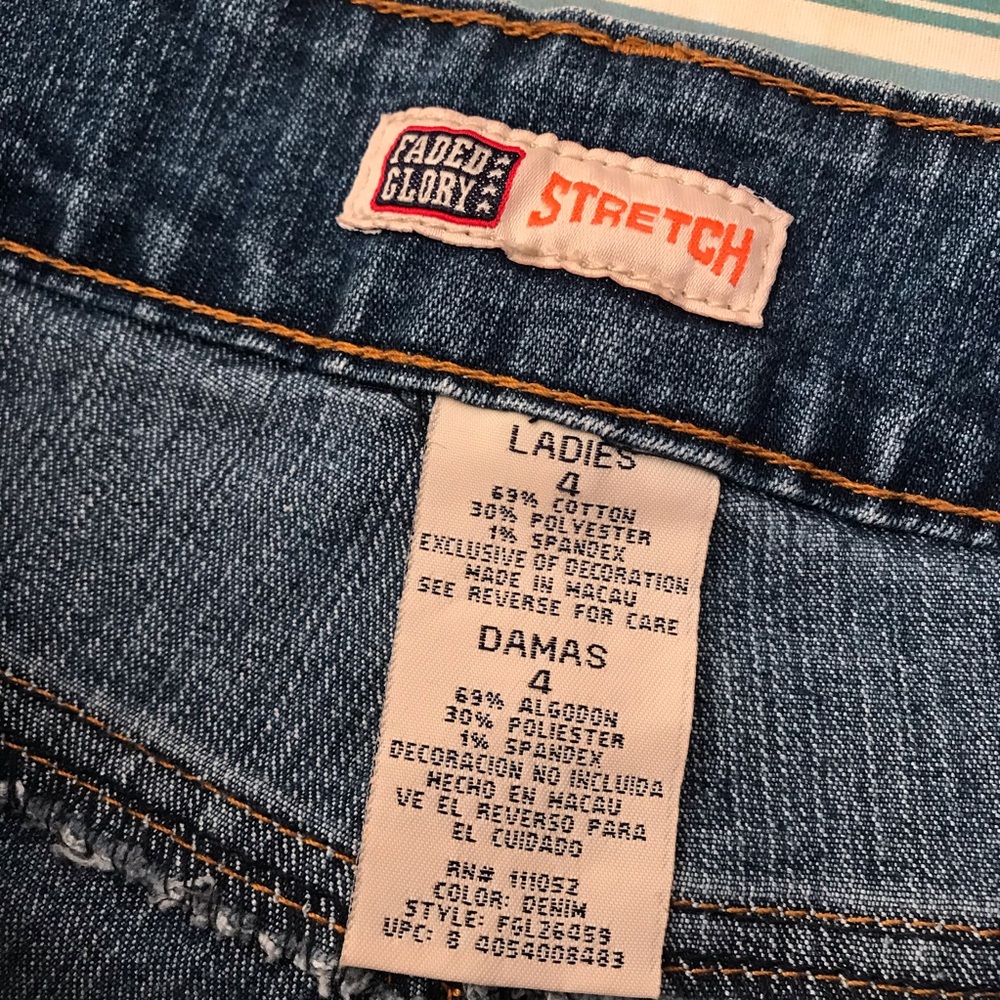 FADED
GLORY
STRETCH
LADIES
4
69% COTTON
30% POLYESTER
1% SPANDEX
EXCLUSIVE OF DECORATION
MADE IN MACAU
SEE REVERSE FOR CARE
DAMAS
4
69% ALGODON
30% POLIESTER
1% SPANDEX
DECORACION NO INCLUIDA
HECHO EN MACAU
VE EL REVERSO PARA
EL CUIDADO
RN# 111052
COLOR: DENIM
STYLE: FGL26459
UPC: 8 4054008483